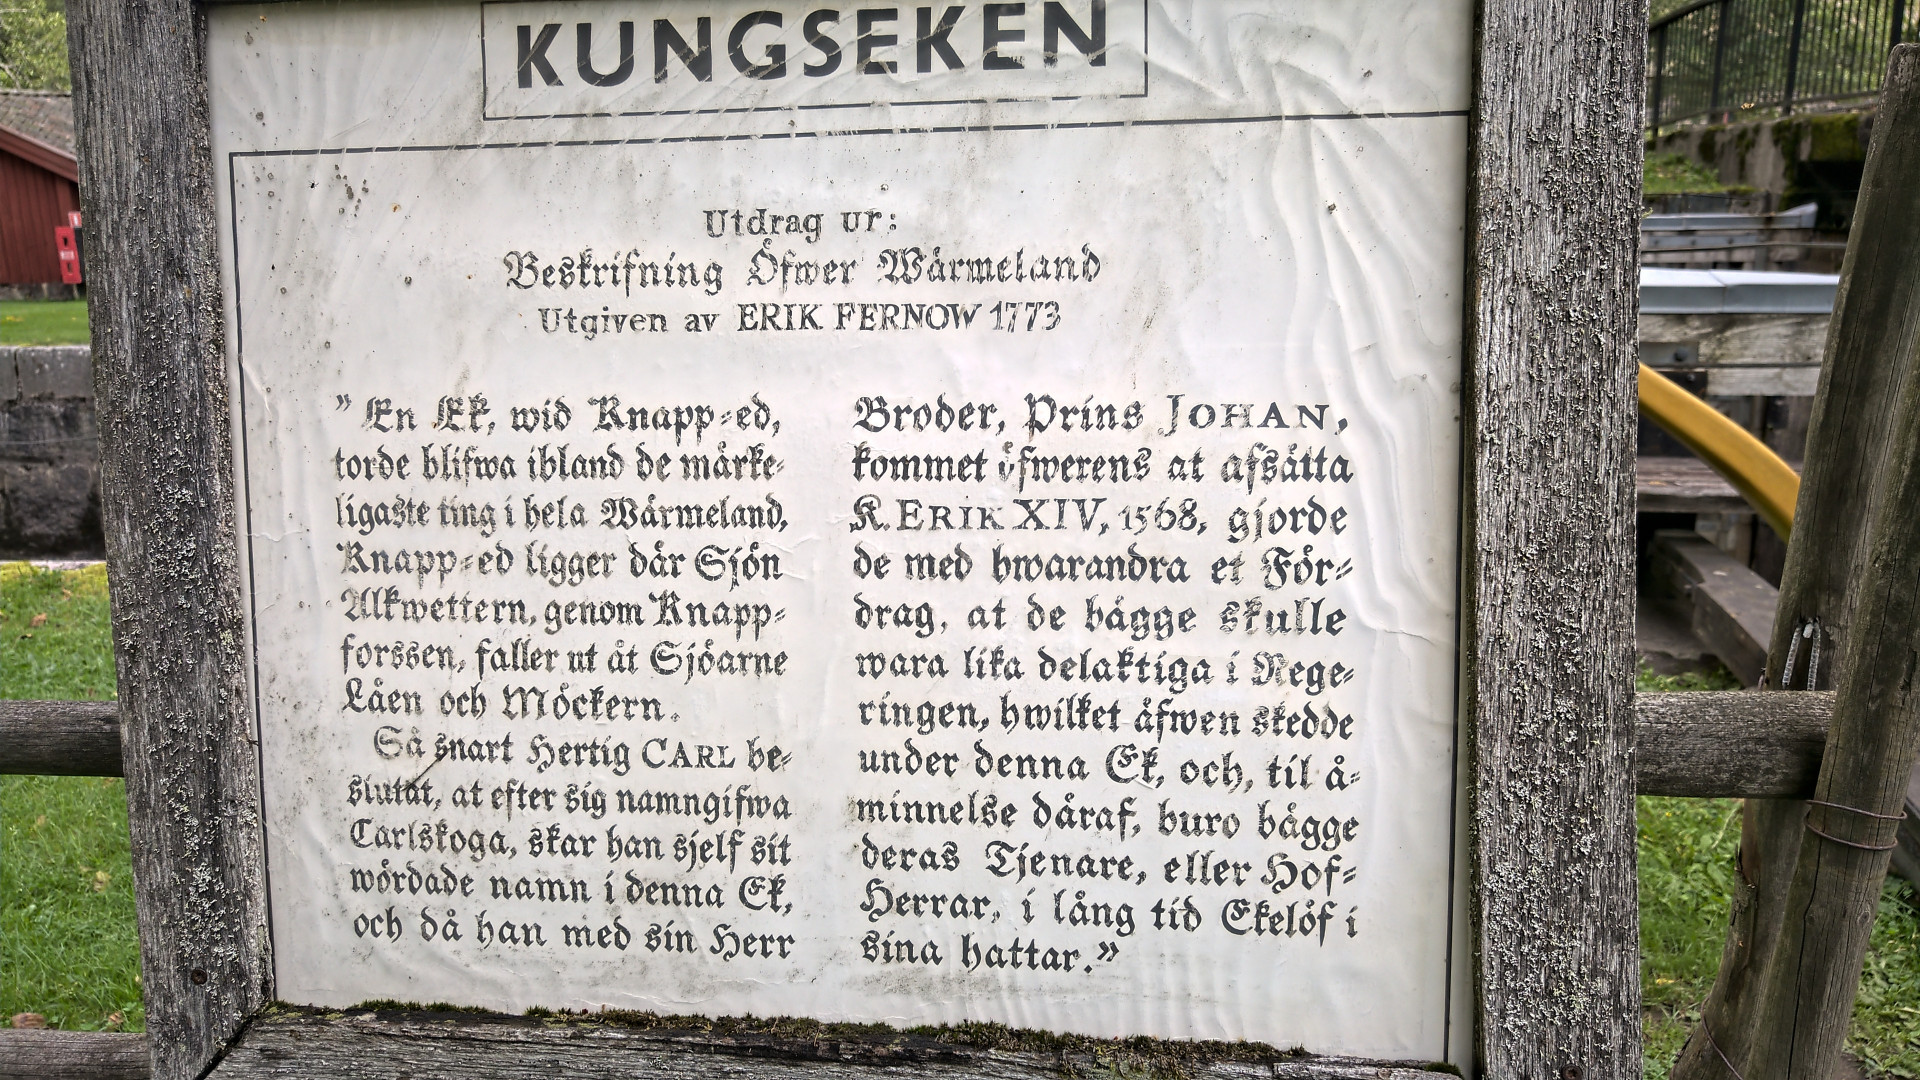 KUNGSEKEN
Utdrag ur:
Beskrifning Öfwer Wärmeland
Utgiven av ERIK FERNOW 1773
” En Ek, wid Knapp-ed,
torde blifwa ibland de märke-
ligaste ting i hela Wärmeland,
Knapp-ed ligger där Sjön
Alkwettern, genom Knapp-
forssen, faller ut åt Sjöarne
Låen och Möckern.
Så snart Hertig CARL be-
slutat, at efter sig namngifwa
Carlskoga, skar han sjelf sit
wördade namn i denna Ek,
och då han med sin Herr
Broder, Prins JOHAN,
kommet öfwerens at afsätta
K. ERIK XIV, 1568, gjorde
de med hwarandra et För-
drag, at de bägge skulle
wara lika delaktiga i Rege-
ringen, hwilket äfwen skedde
under denna Ek, och, til å-
minnelse däraf, buro bägge
deras Tjenare, eller Hof-
Herrar, i lång tid Ekelöf i
sina hattar.”